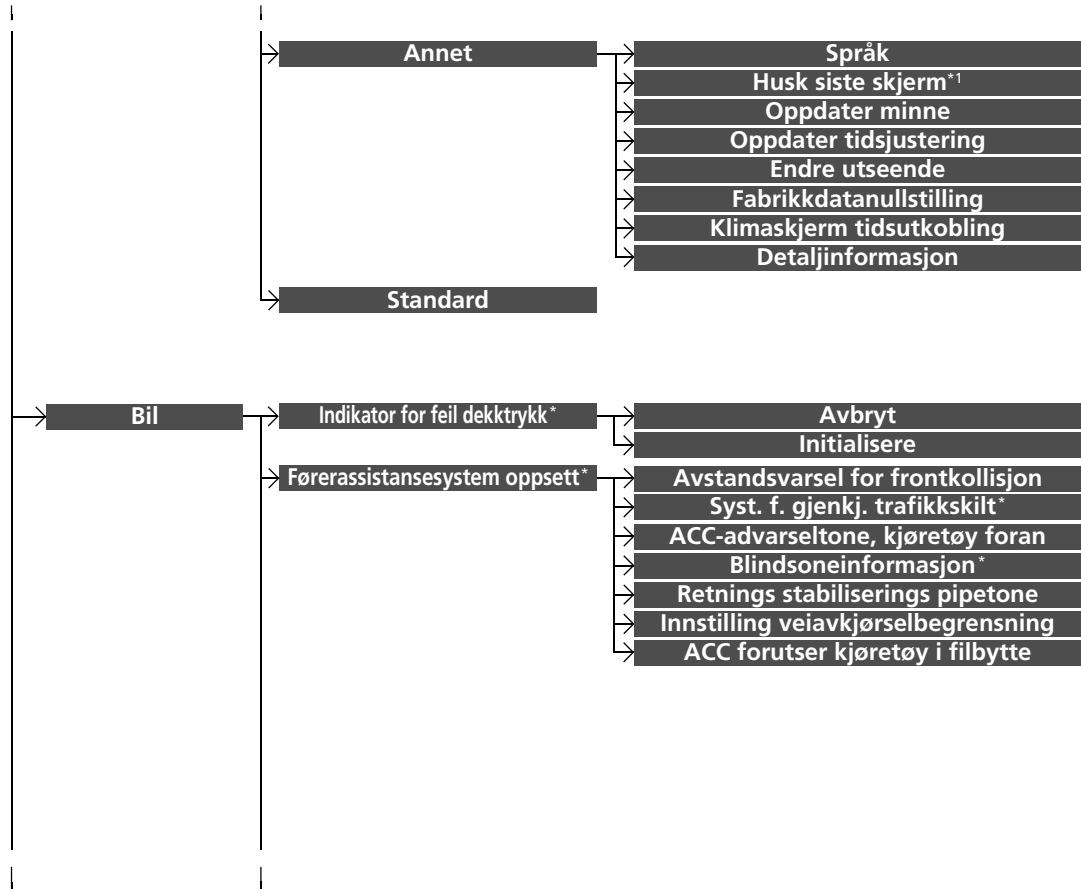 Annet
Språk
Husk siste skjerm*1
Oppdater minne
Oppdater tidsjustering
Endre utseende
Fabrikkdatanullstilling
Klimaskjerm tidsutkobling
Detaljinformasjon
Standard
Bil
Indikator for feil dekktrykk*
Avbryt
Initialisere
Førerassistansesystem oppsett*
Avstandsvarsel for frontkollisjon
Syst. f. gjenkj. trafikkskilt*
ACC-advarseltone, kjøretøy foran
Blindsoneinformasjon*
Retnings stabiliserings pipetone
Innstilling veiavkjørselbegrensning
ACC forutser kjøretøy i filbytte